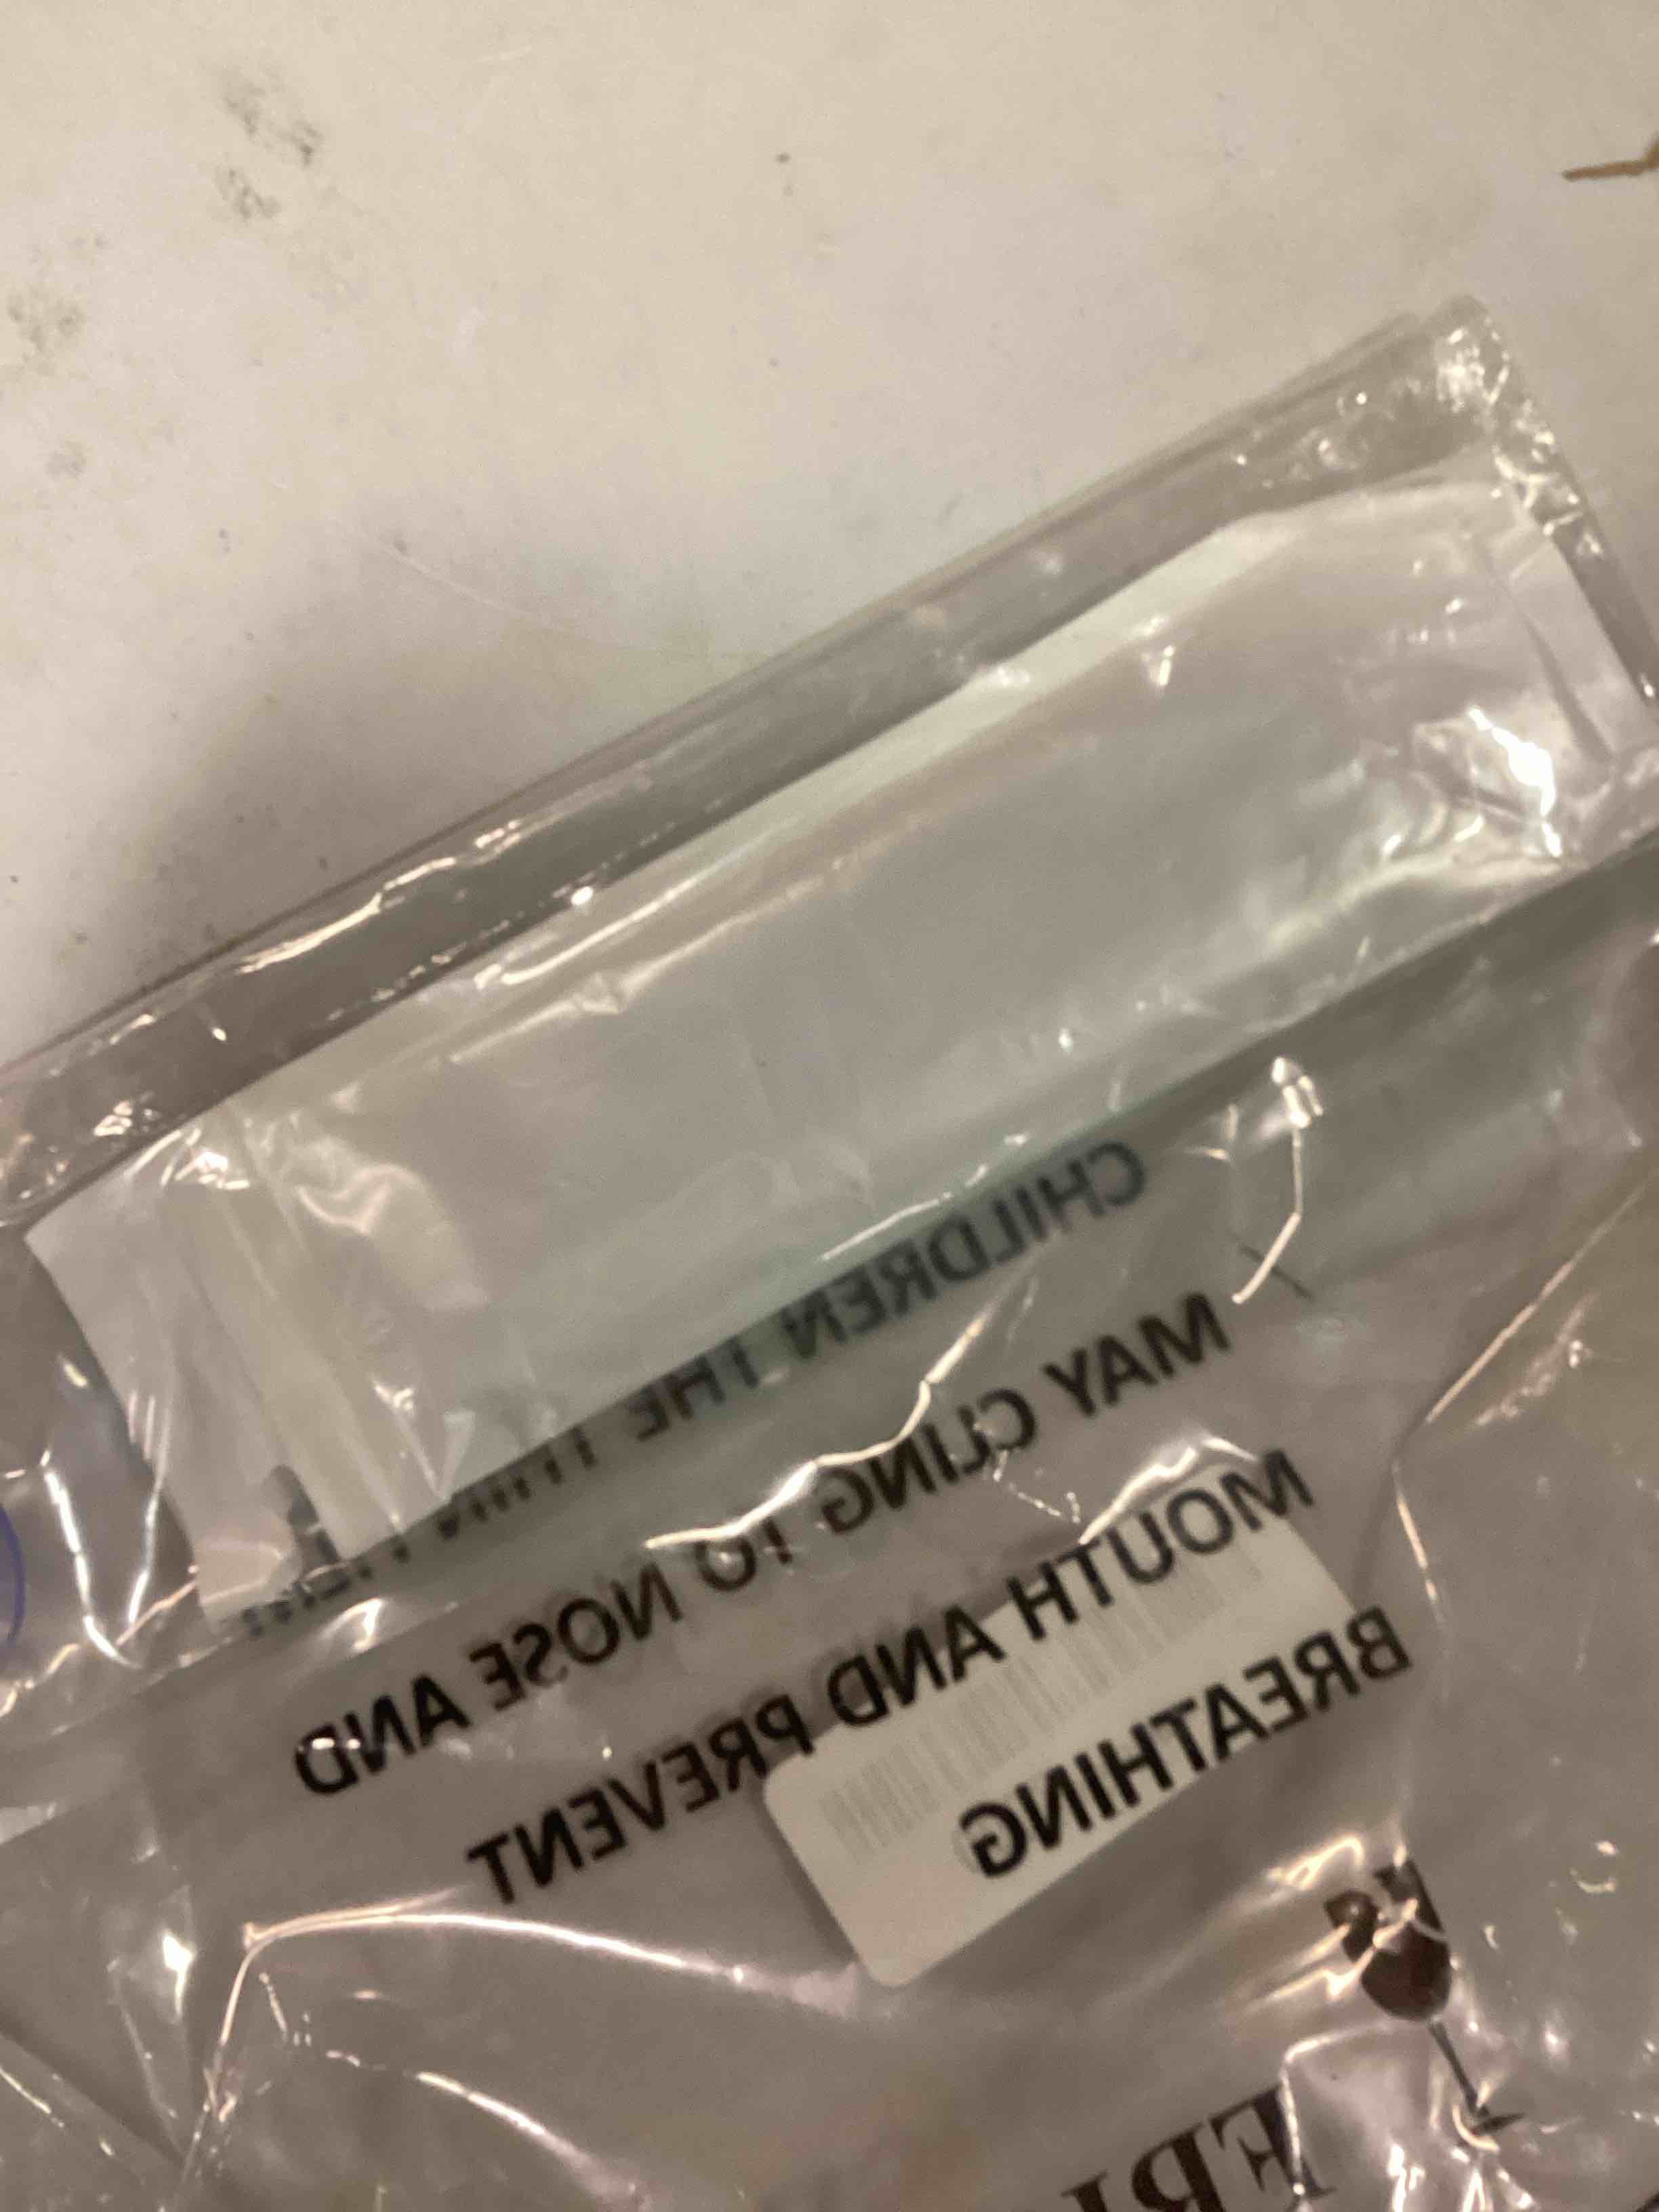 CHILDREN THE THIN
MAY CLING TO NOSE AND
MOUTH AND PREVENT
BREATHING